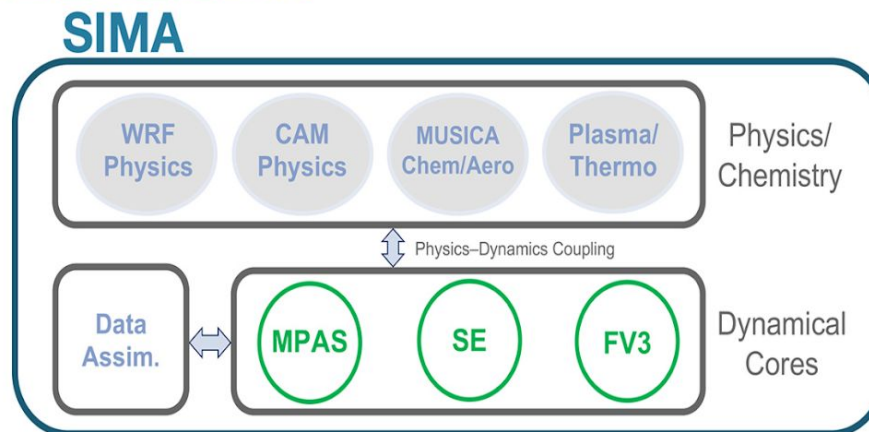 SIMA
WRF
Physics
CAM
Physics
MUSICA
Chem/Aero
Plasma/
Thermo
Physics/
Chemistry
Physics–Dynamics Coupling
Data
Assim.
MPAS
SE
FV3
Dynamical
Cores